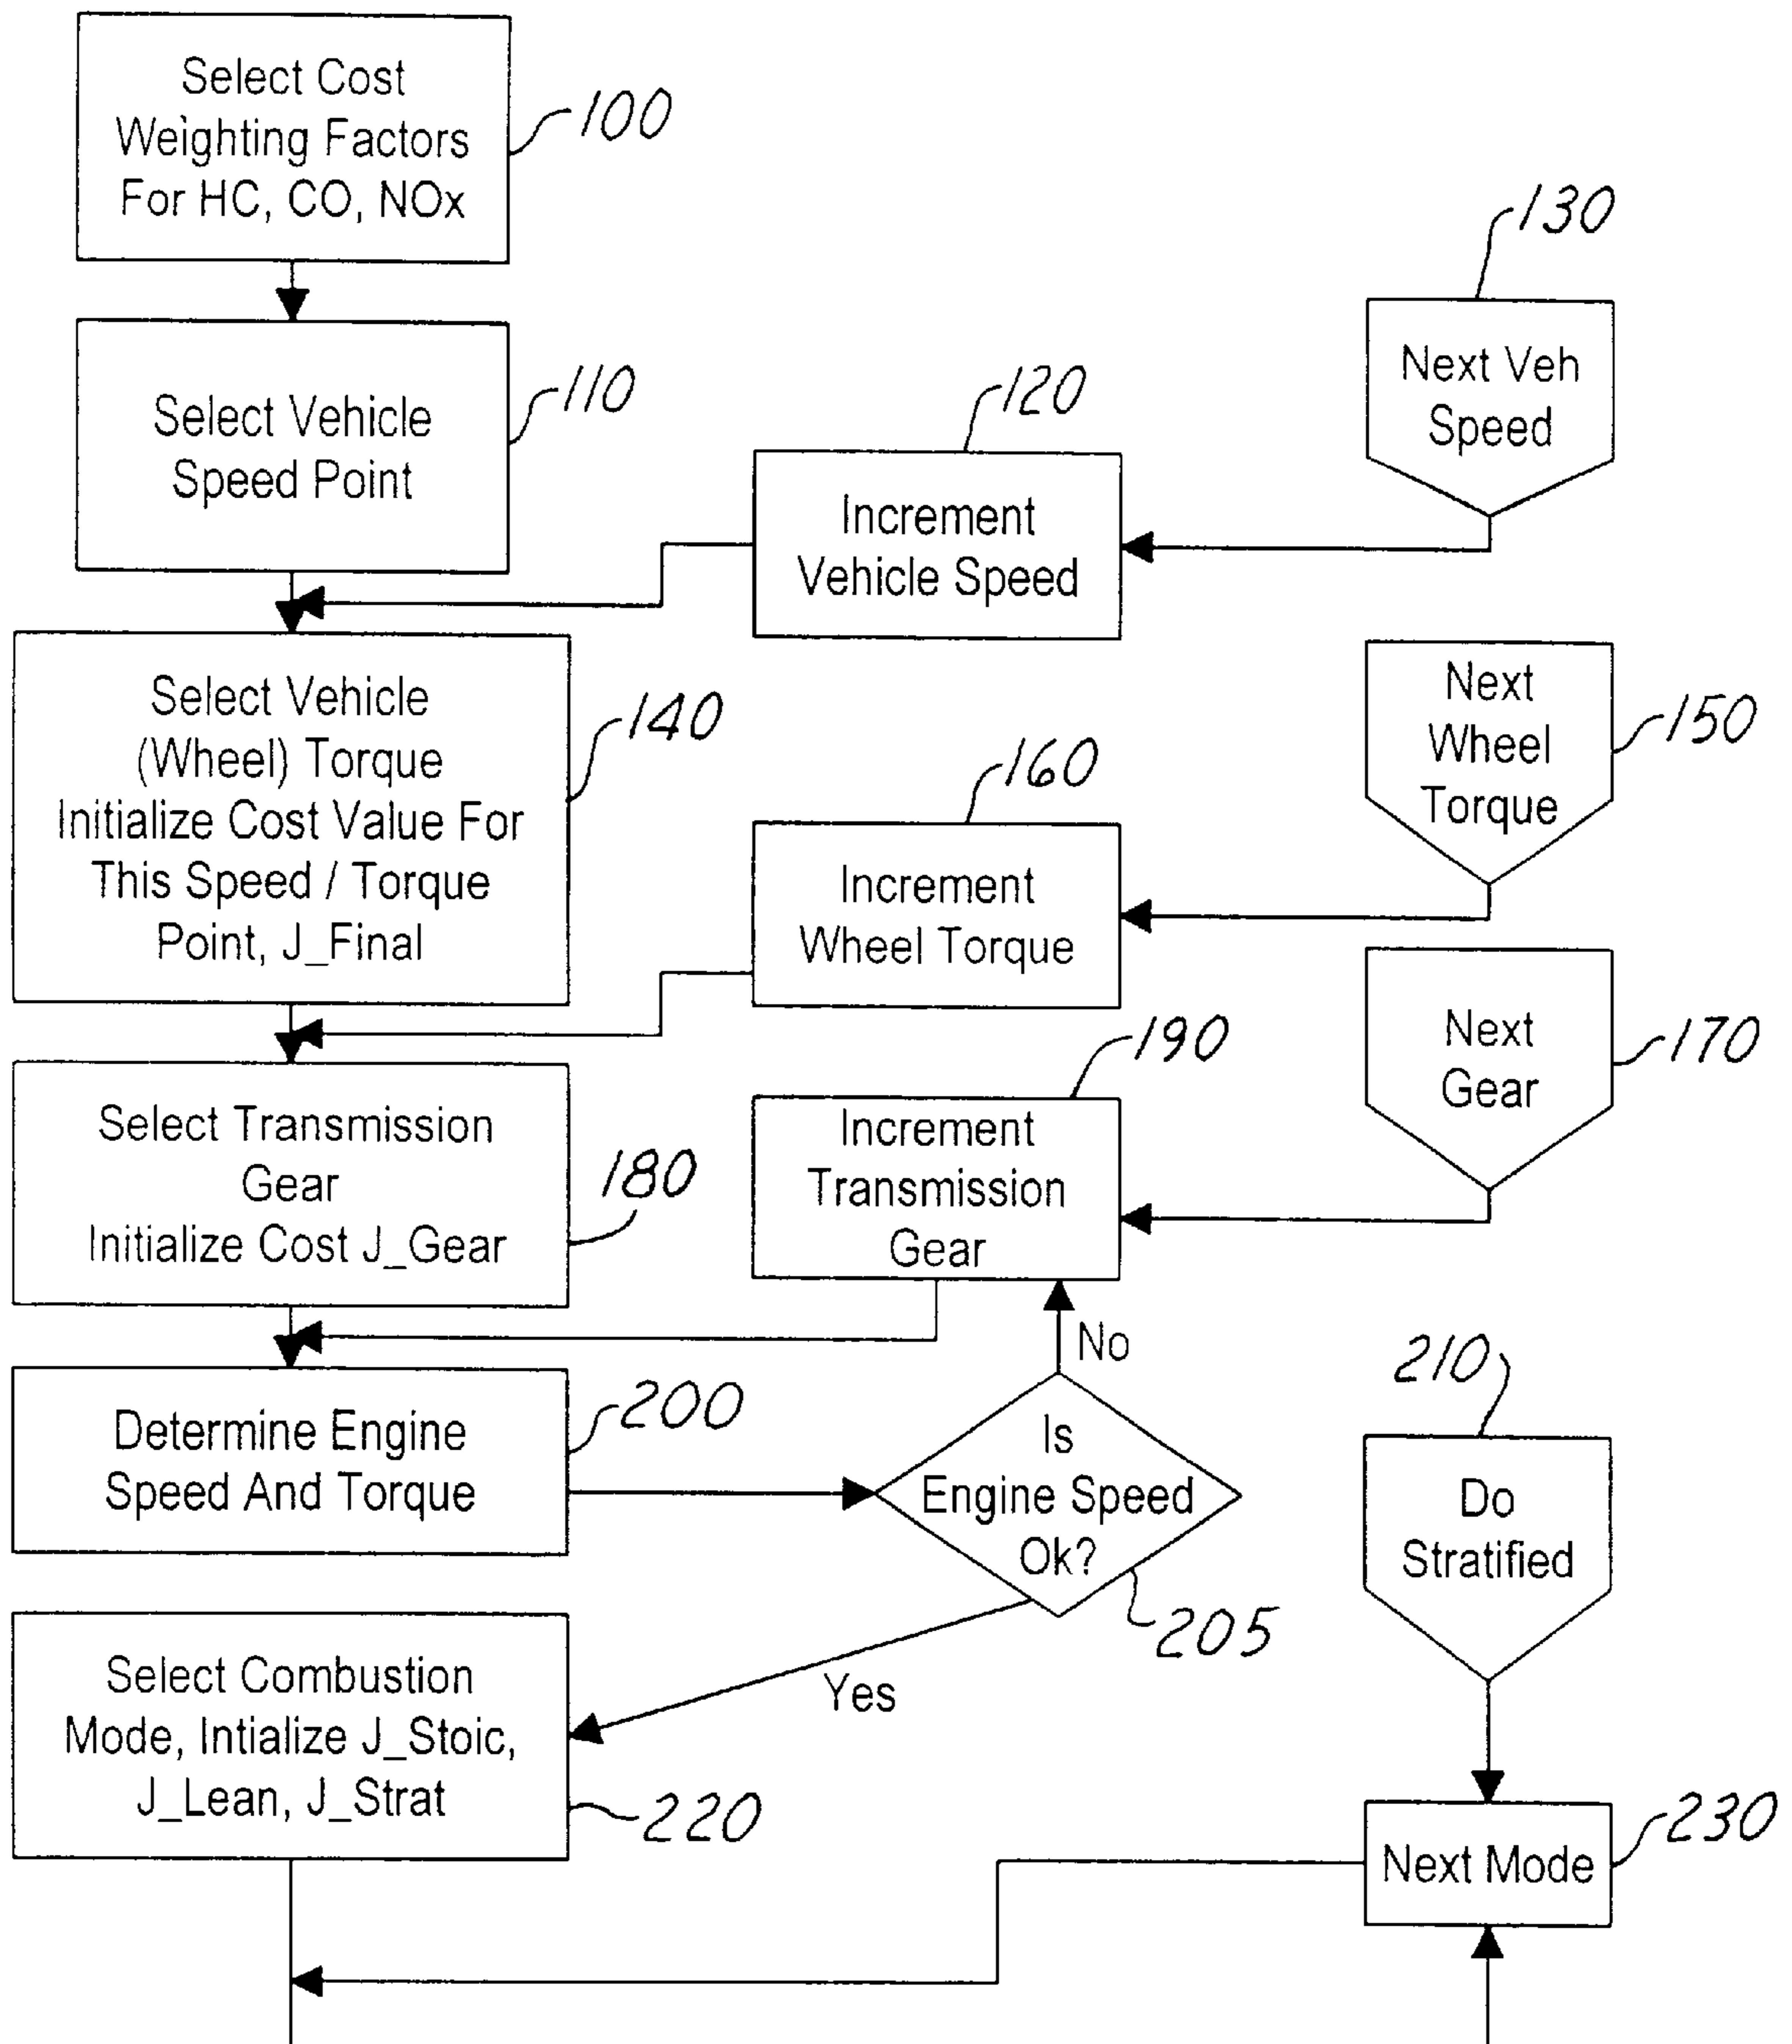 Select Cost
Weighting Factors
For HC, CO, NOx
100
130
Next Veh
Speed
Select Vehicle
Speed Point
110
120
Increment
Vehicle Speed
Select Vehicle
(Wheel) Torque
Initialize Cost Value For
This Speed / Torque
Point, J_Final
140
Next
Wheel
Torque
150
160
Increment
Wheel Torque
Next
Gear
170
Select Transmission
Gear
Initialize Cost J_Gear
180
190
Increment
Transmission
Gear
No
Determine Engine
Speed And Torque
200
Is
Engine Speed
Ok?
205
210
Do
Stratified
Yes
Select Combustion
Mode, Intialize J_Stoic,
J_Lean, J_Strat
220
230
Next Mode